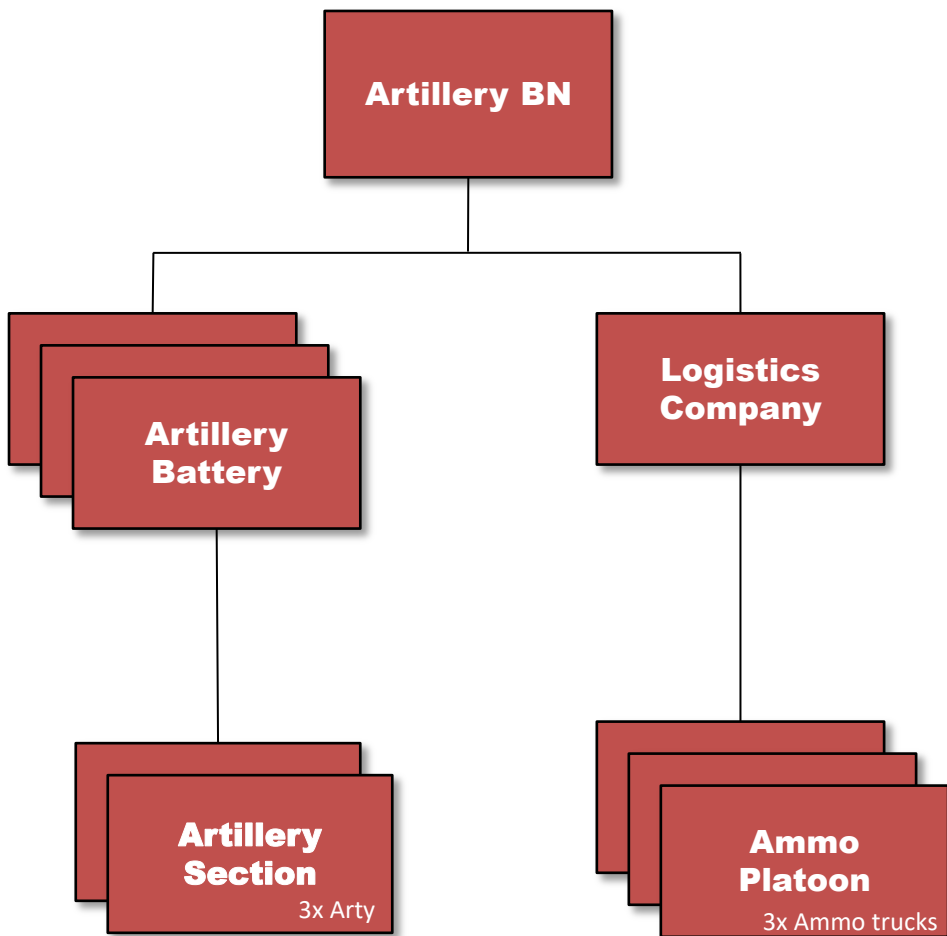 Artillery BN
Artillery
Battery
Logistics
Company
Artillery
Section
3x Arty
Ammo
Platoon
3x Ammo trucks